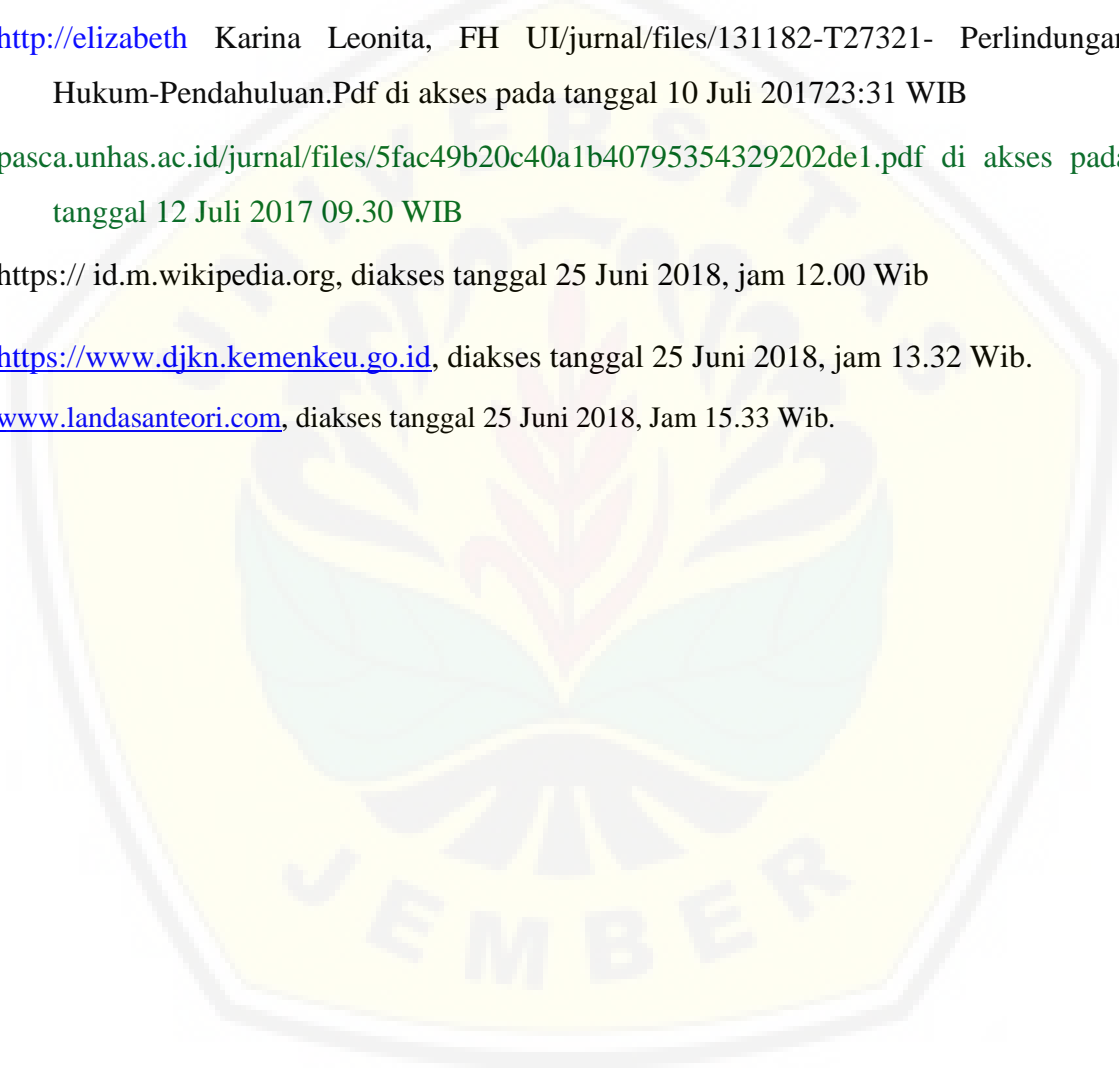 http://elizabeth Karina Leonita, FH UI/jurnal/files/131182-T27321- Perlindungan
Hukum-Pendahuluan.Pdf di akses pada tanggal 10 Juli 201723:31 WIB
pasca.unhas.ac.id/jurnal/files/5fac49b20c40a1b40795354329202de1.pdf di akses pada
tanggal 12 Juli 2017 09.30 WIB
https:// id.m.wikipedia.org, diakses tanggal 25 Juni 2018, jam 12.00 Wib
https://www.djkn.kemenkeu.go.id, diakses tanggal 25 Juni 2018, jam 13.32 Wib.
www.landasanteori.com, diakses tanggal 25 Juni 2018, Jam 15.33 Wib.
UNIVERSITAS
JEMBER